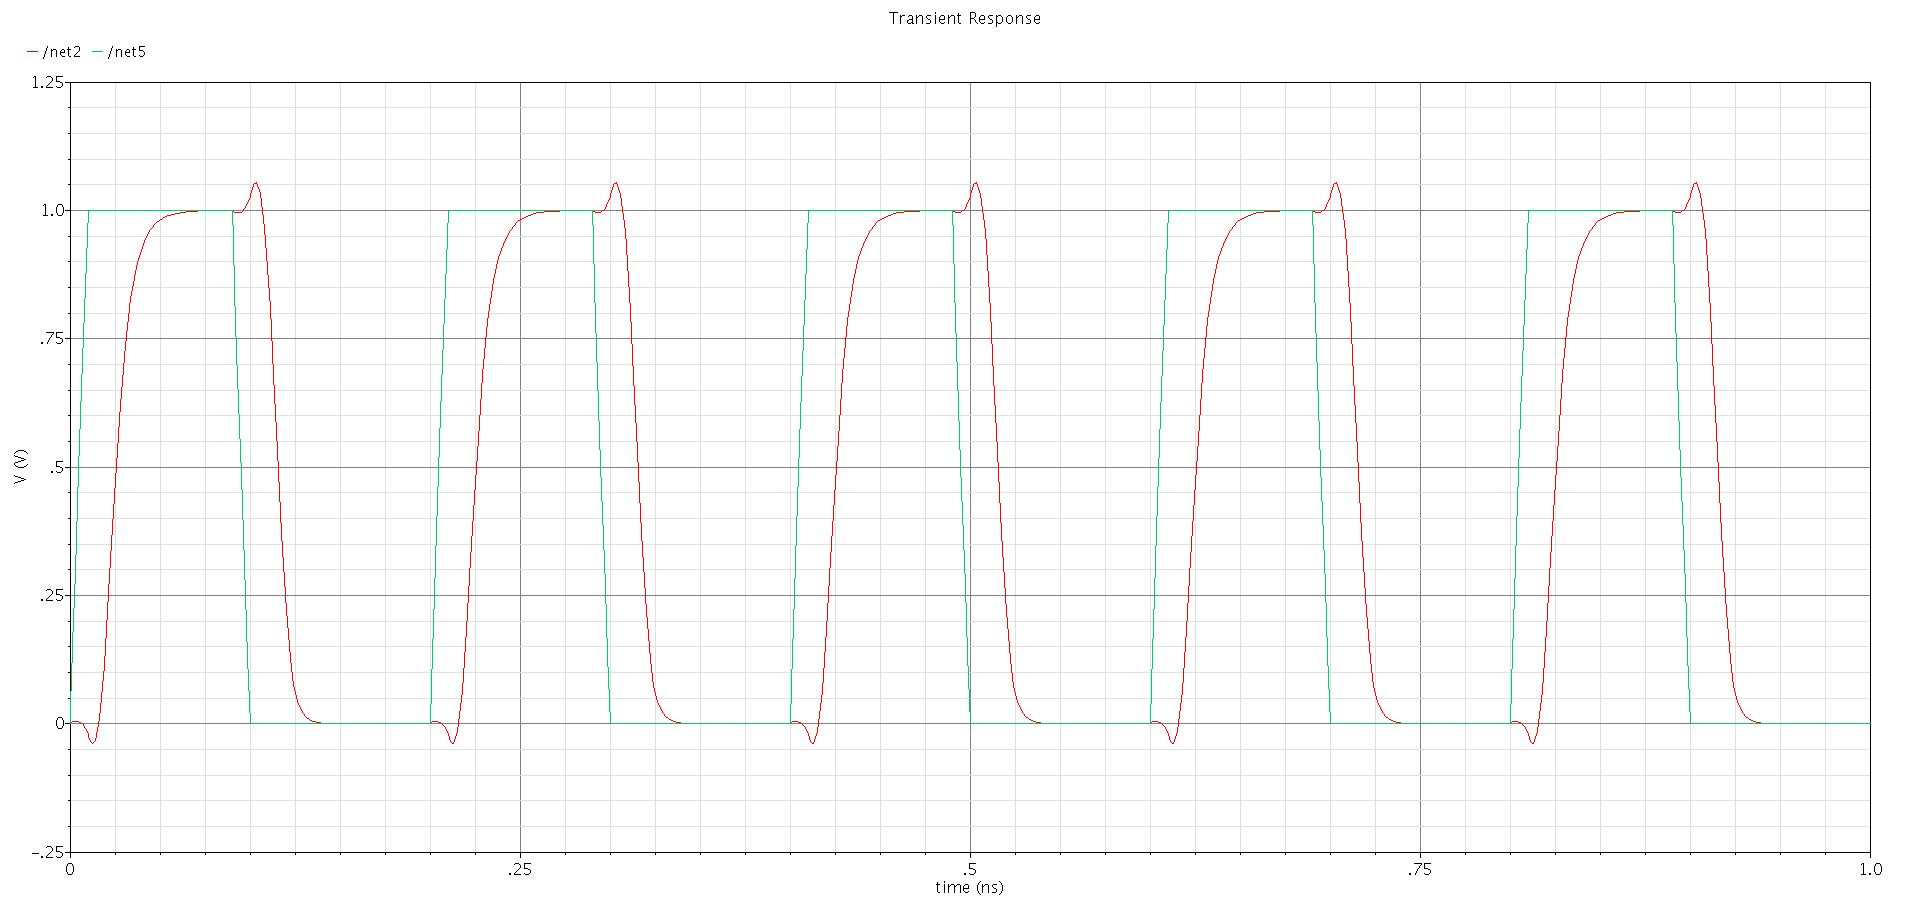 Transient Response
/net2 /net5
1.25
1.0
.75
V (V)
.5
.25
0
-.25
0 .25 .5 .75 1.0
time (ns)